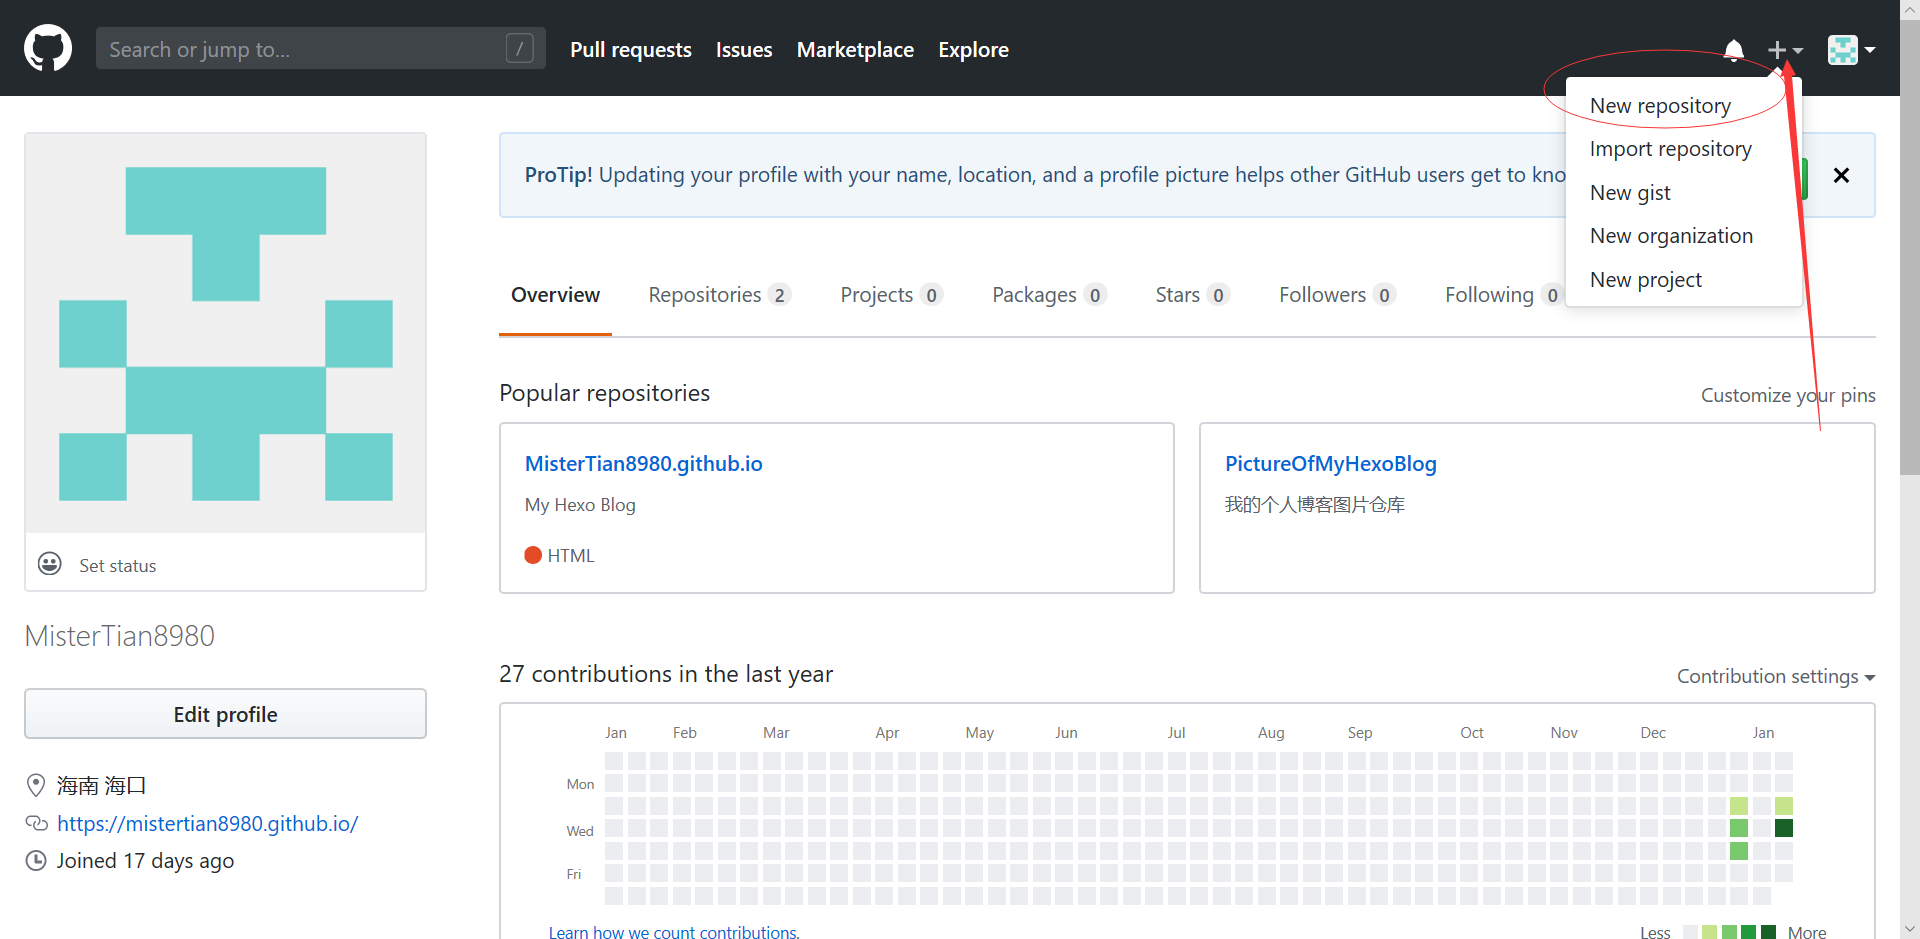 Search or jump to...
/
Pull requests
Issues
Marketplace
Explore
New repository
Import repository
New gist
New organization
New project
ProTip! Updating your profile with your name, location, and a profile picture helps other GitHub users get to kno
Overview
Repositories 2
Projects 0
Packages 0
Stars 0
Followers 0
Following 0
Set status
MisterTian8980
Edit profile
海南 海口
https://mistertian8980.github.io/
Joined 17 days ago
Popular repositories
Customize your pins
MisterTian8980.github.io
My Hexo Blog
HTML
PictureOfMyHexoBlog
我的个人博客图片仓库
27 contributions in the last year
Contribution settings
Jan Feb Mar Apr May Jun Jul Aug Sep Oct Nov Dec Jan
Mon
Wed
Fri
Learn how we count contributions.
Less More